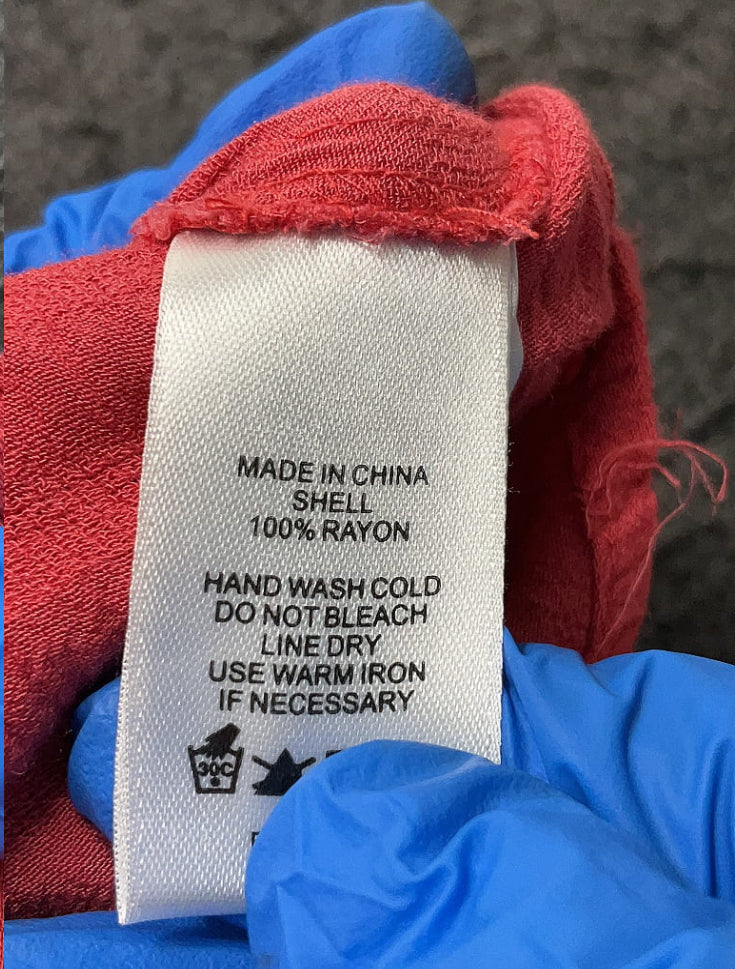 MADE IN CHINA
SHELL
100% RAYON
HAND WASH COLD
DO NOT BLEACH
LINE DRY
USE WARM IRON
IF NECESSARY
30C